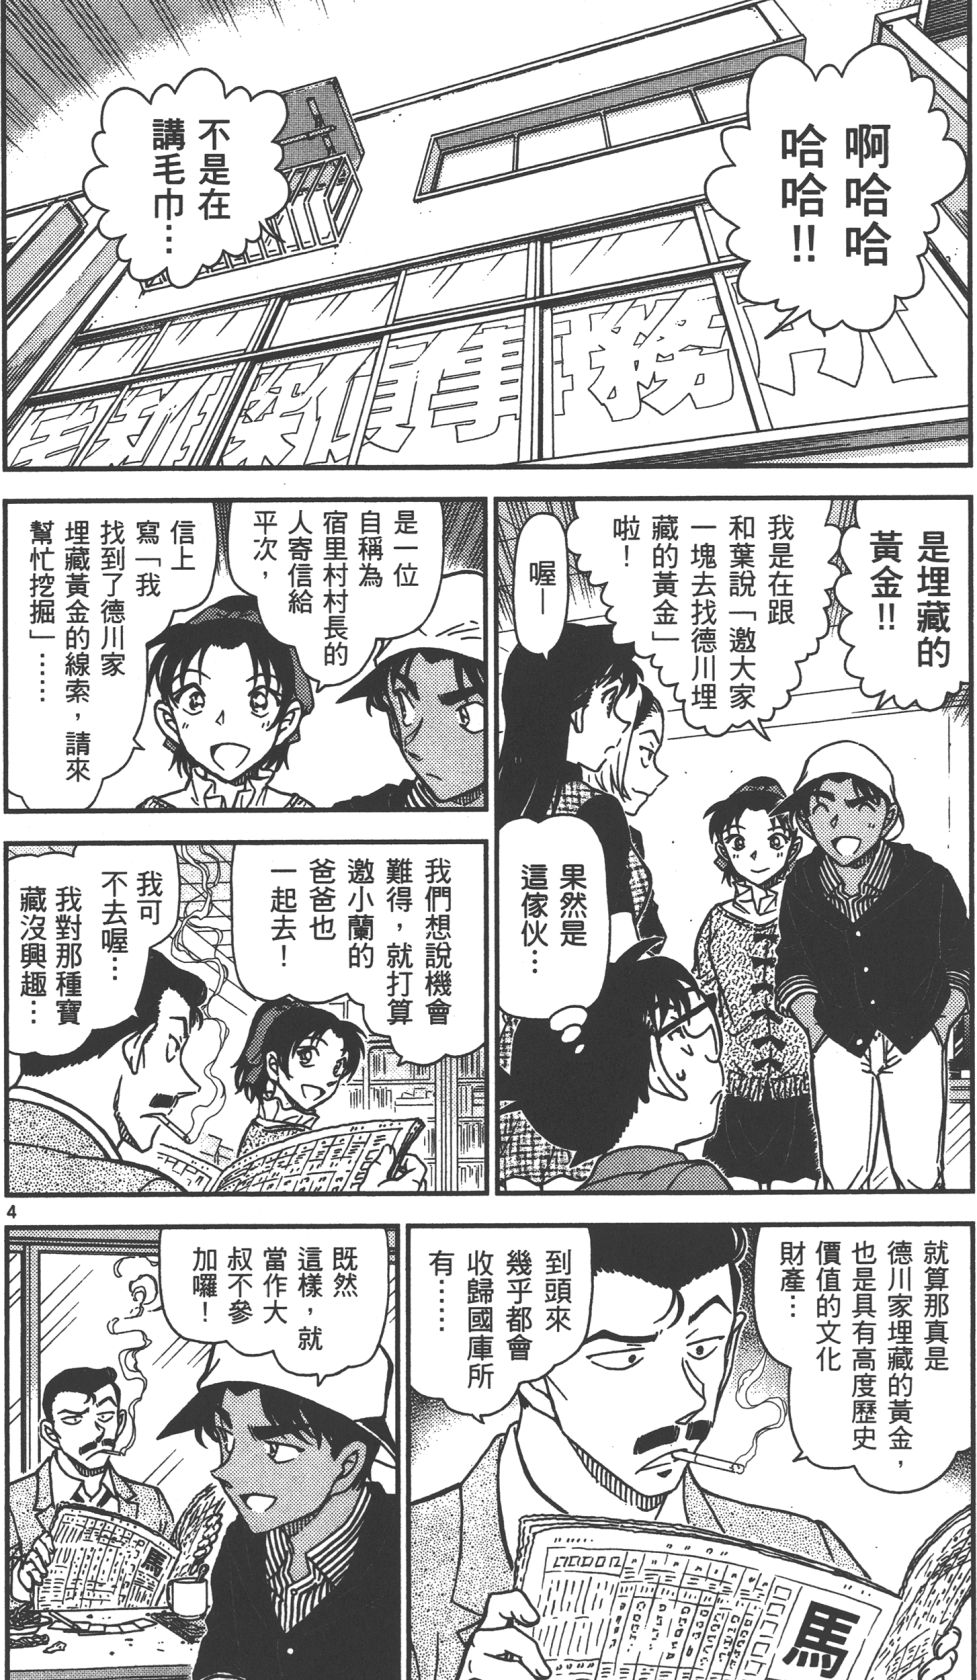 啊哈哈
哈哈!!
不是在
講毛巾…
毛利偵探事務所
是埋藏的
黃金!!
我是在跟
和葉說「邀大家
一塊去找德川埋
藏的黃金」
啦！
喔—
果然是
這傢伙…
是一位
自稱為
宿里村村長的
人寄信給
平次，
信上
寫「我
找到了德川家
埋藏黃金的線索，請來
幫忙挖掘」……
我們想說機會
難得，就打算
邀小蘭的
爸爸也
一起去！
我可
不去喔…
我對那種寶
藏沒興趣…
4
就算那真是
德川家埋藏的黃金，
也是具有高度歷史
價值的文化
財產…
到頭來
幾乎都會
收歸國庫所
有……
馬
既然
這樣，就
當作大
叔不參
加囉！
馬